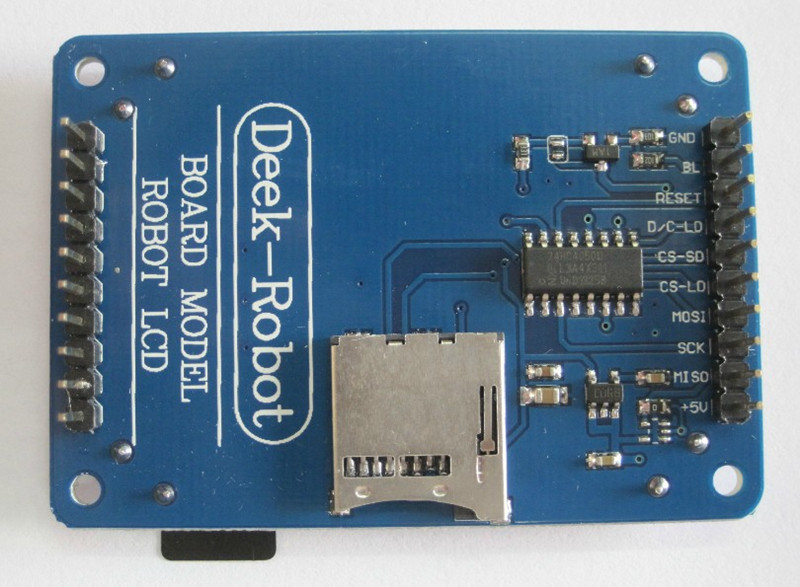 Deek-Robot
BOARD MODEL
ROBOT LCD
GND
BL
RESET
D/C-LD
CS-SD
CS-LD
MOSI
SCK
MISO
+5V